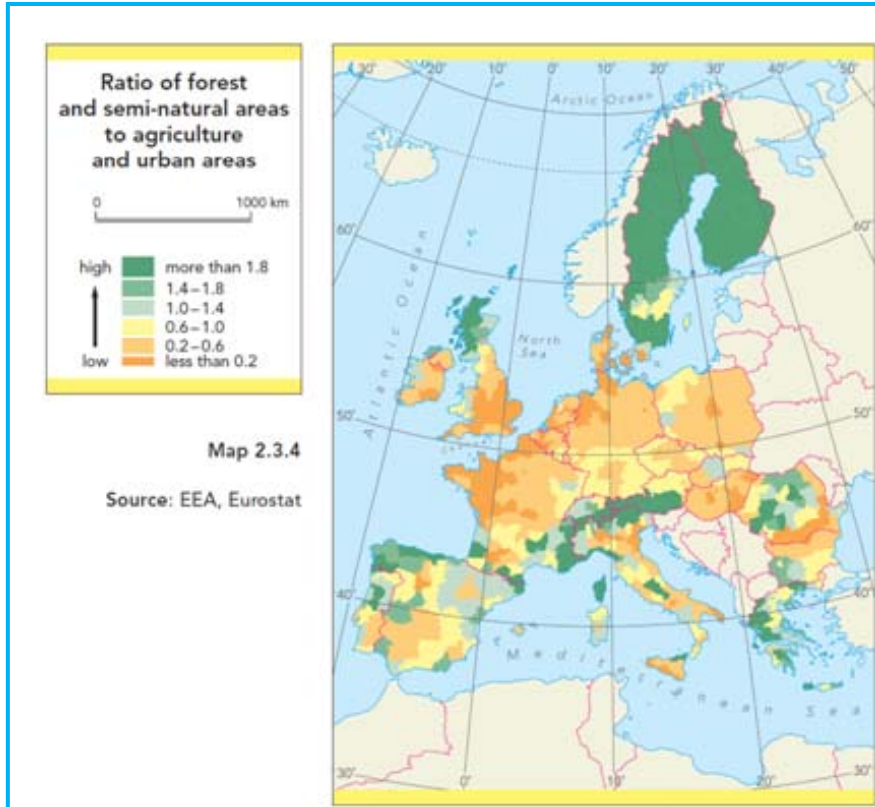 Ratio of forest
and semi-natural areas
to agriculture
and urban areas
0 1000 km
high more than 1.8
1.4–1.8
1.0–1.4
0.6–1.0
0.2–0.6
low less than 0.2
Map 2.3.4
Source: EEA, Eurostat
30° 20° 10° 0° 10° 20° 30° 40° 50°
Arctic Ocean
60°
60°
Atlantic Ocean
North
Sea
50°
50°
Channel
40°
40°
Mediterranean Sea
30°
30°
0° 10° 20°